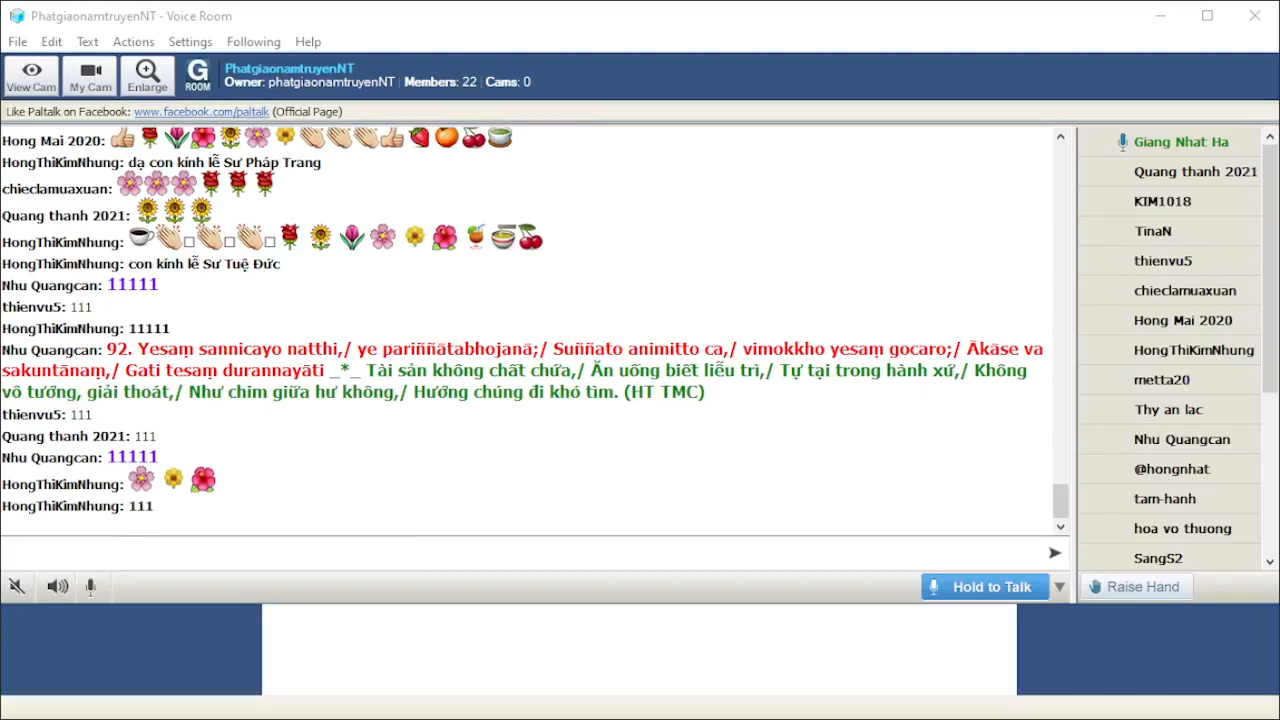 PhatgiaonamtruyenNT - Voice Room
File Edit Text Actions Settings Following Help
View Cam My Cam Enlarge G ROOM
PhatgiaonamtruyenNT
Owner: phatgiaonamtruyenNT | Members: 22 | Cams: 0
Like Paltalk on Facebook: www.facebook.com/paltalk (Official Page)
Hong Mai 2020:
HongThiKimNhung: dạ con kính lễ Sư Pháp Trang
chieclamuaxuan:
Quang thanh 2021:
HongThiKimNhung:
HongThiKimNhung: con kính lễ Sư Tuệ Đức
Nhu Quangcan: 11111
thienvu5: 111
HongThiKimNhung: 11111
Nhu Quangcan: 92. Yesaṃ sannicayo natthi,/ ye pariññātabhojanā;/ Suññato animitto ca,/ vimokkho yesaṃ gocaro;/ Ākāse va
sakuntānaṃ,/ Gati tesaṃ durannayāti _*_ Tài sản không chất chứa,/ Ăn uống biết liễu tri,/ Tự tại trong hành xứ,/ Không
vô tướng, giải thoát,/ Như chim giữa hư không,/ Hướng chúng đi khó tìm. (HT TMC)
thienvu5: 111
Quang thanh 2021: 111
Nhu Quangcan: 11111
HongThiKimNhung:
HongThiKimNhung: 111
Giang Nhat Ha
Quang thanh 2021
KIM1018
TinaN
thienvu5
chieclamuaxuan
Hong Mai 2020
HongThiKimNhung
metta20
Thy an lac
Nhu Quangcan
@hongnhat
tam-hanh
hoa vo thuong
SangS2
Hold to Talk
Raise Hand